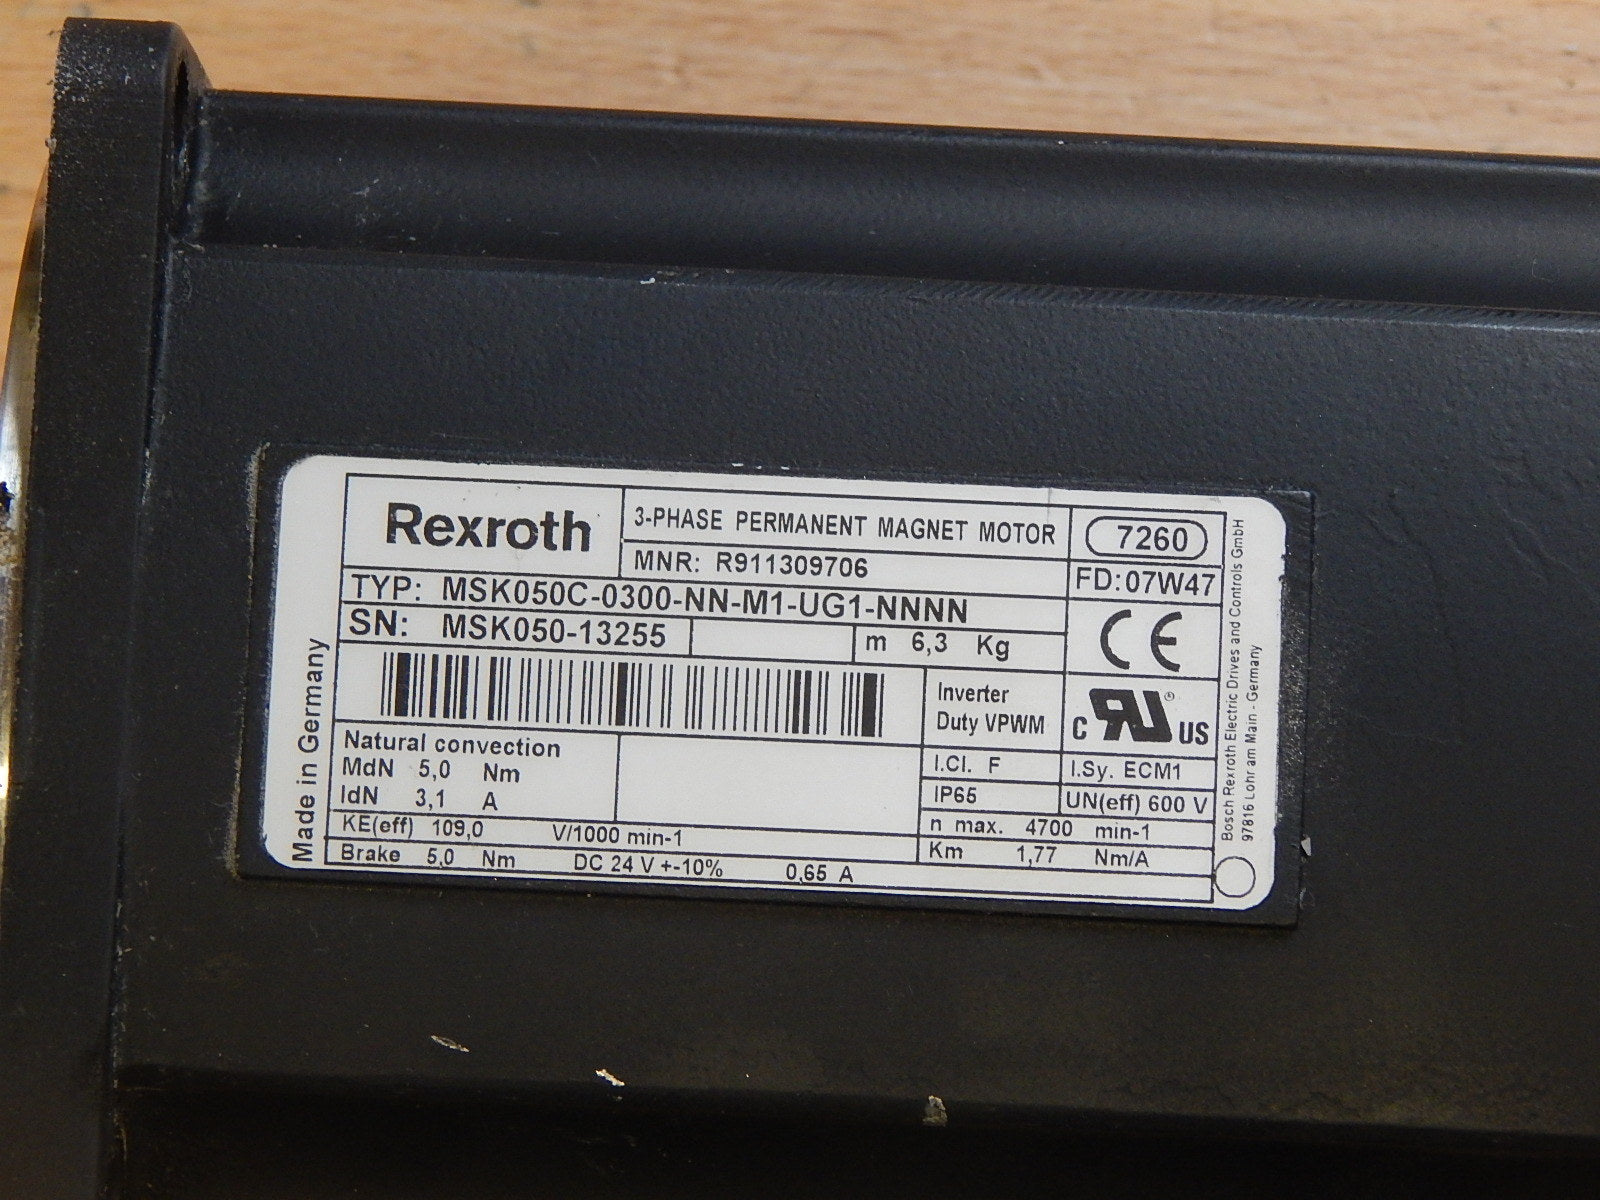 Rexroth
3-PHASE PERMANENT MAGNET MOTOR
7260
MNR: R911309706
FD:07W47
TYP: MSK050C-0300-NN-M1-UG1-NNNN
SN: MSK050-13255
m 6,3 Kg
CE
Inverter
Duty VPWM
C RU® US
Natural convection
MdN 5,0 Nm
IdN 3,1 A
I.Cl. F
I.Sy. ECM1
IP65
UN(eff) 600 V
KE(eff) 109,0 V/1000 min-1
n max. 4700 min-1
Km 1,77 Nm/A
Brake 5,0 Nm DC 24 V +-10% 0,65 A
Made in Germany
Bosch Rexroth Electric Drives and Controls GmbH
97816 Lohr am Main - Germany